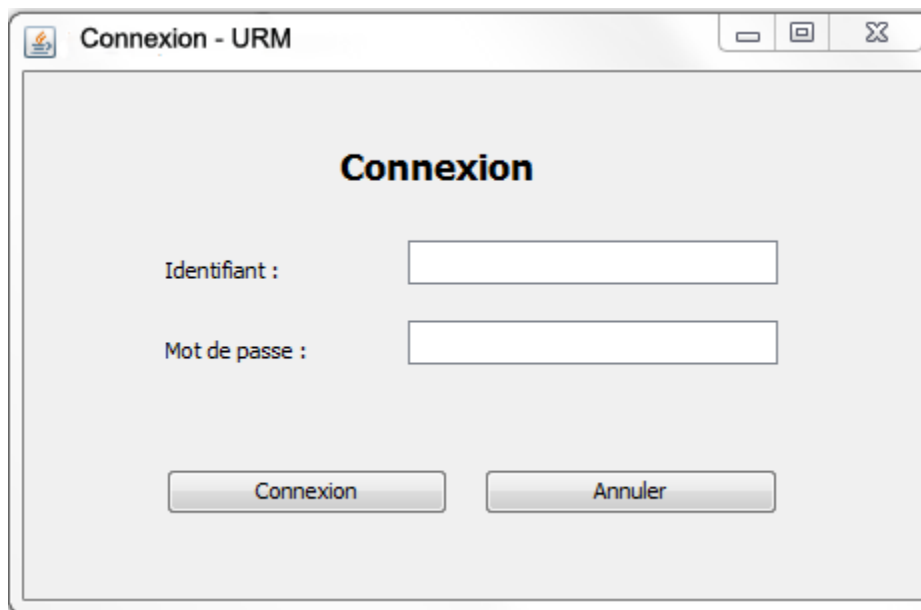 Connexion - URM
Connexion
Identifiant :
Mot de passe :
Connexion Annuler